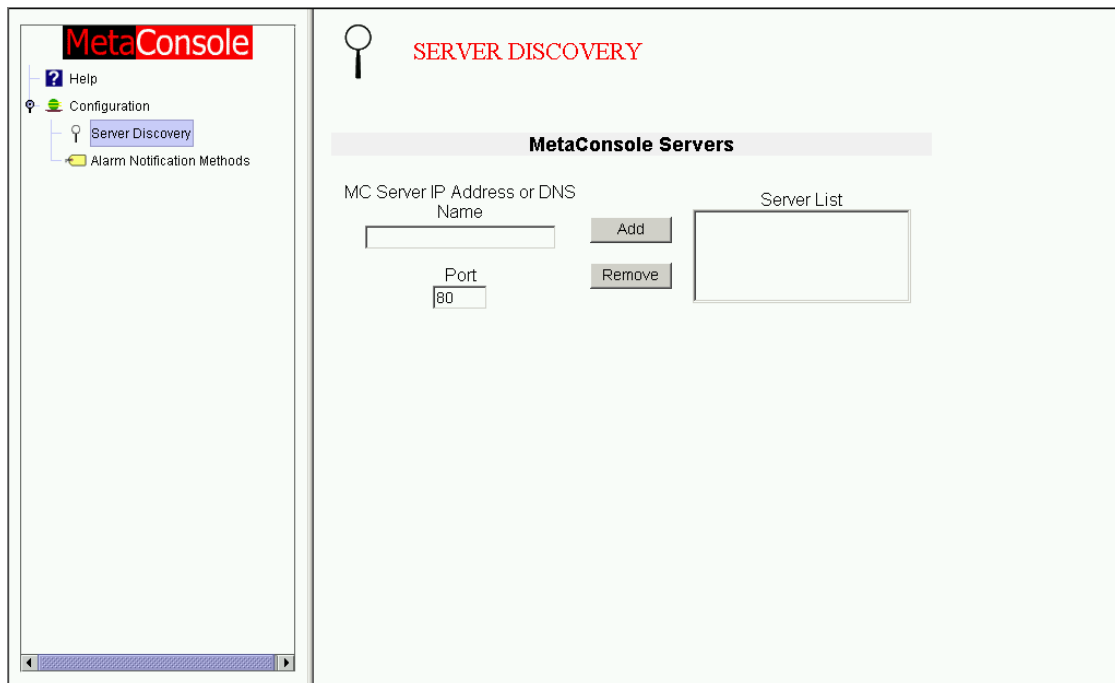 MetaConsole
? Help
Configuration
Server Discovery
Alarm Notification Methods
SERVER DISCOVERY
MetaConsole Servers
MC Server IP Address or DNS
Name
Add
Server List
Port
80
Remove